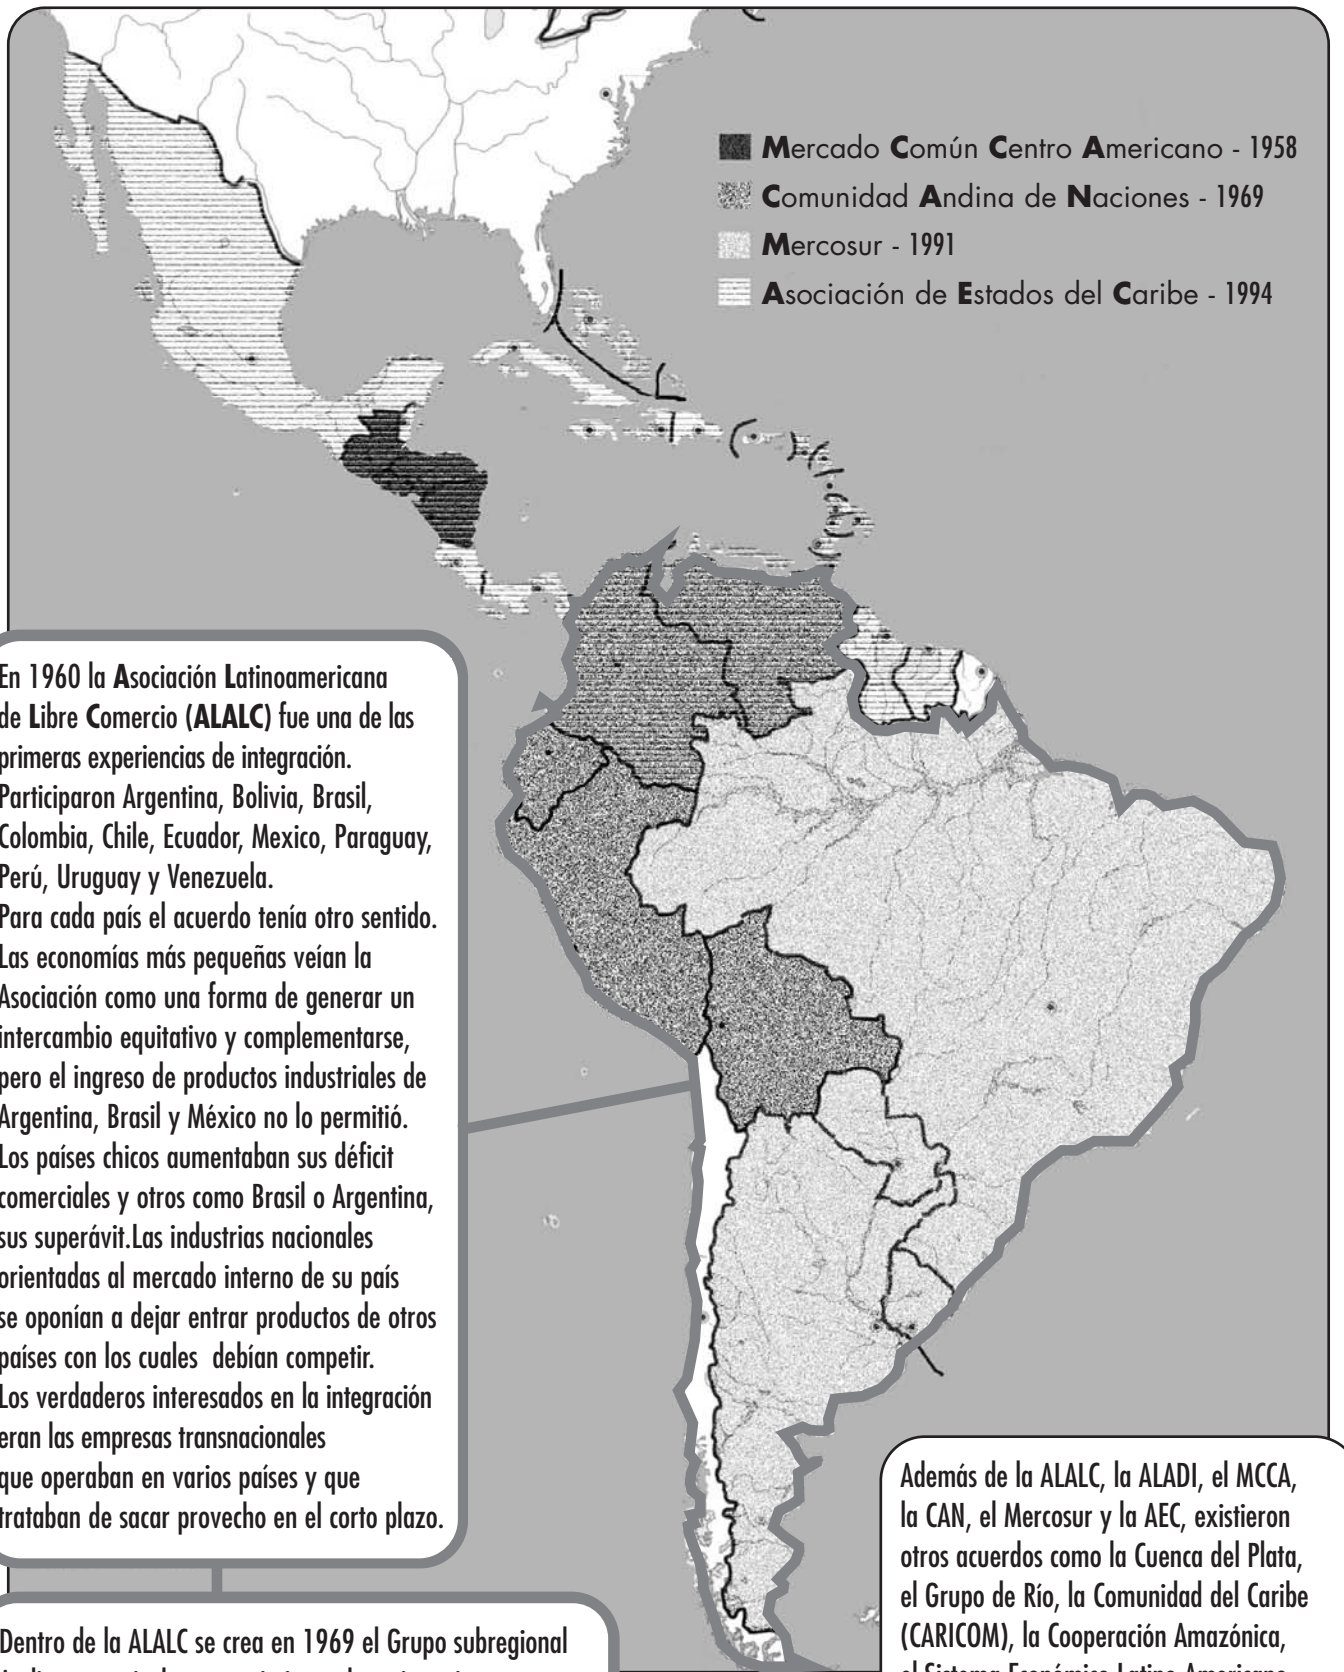 Mercado Común Centro Americano - 1958
Comunidad Andina de Naciones - 1969
Mercosur - 1991
Asociación de Estados del Caribe - 1994
En 1960 la Asociación Latinoamericana
de Libre Comercio (ALALC) fue una de las
primeras experiencias de integración.
Participaron Argentina, Bolivia, Brasil,
Colombia, Chile, Ecuador, Mexico, Paraguay,
Perú, Uruguay y Venezuela.
Para cada país el acuerdo tenía otro sentido.
Las economías más pequeñas veían la
Asociación como una forma de generar un
intercambio equitativo y complementarse,
pero el ingreso de productos industriales de
Argentina, Brasil y México no lo permitió.
Los países chicos aumentaban sus déficit
comerciales y otros como Brasil o Argentina,
sus superávit.Las industrias nacionales
orientadas al mercado interno de su país
se oponían a dejar entrar productos de otros
países con los cuales debían competir.
Los verdaderos interesados en la integración
eran las empresas transnacionales
que operaban en varios países y que
trataban de sacar provecho en el corto plazo.
Dentro de la ALALC se crea en 1969 el Grupo subregional
Además de la ALALC, la ALADI, el MCCA,
la CAN, el Mercosur y la AEC, existieron
otros acuerdos como la Cuenca del Plata,
el Grupo de Río, la Comunidad del Caribe
(CARICOM), la Cooperación Amazónica,
el Sistema Económico Latino Americano